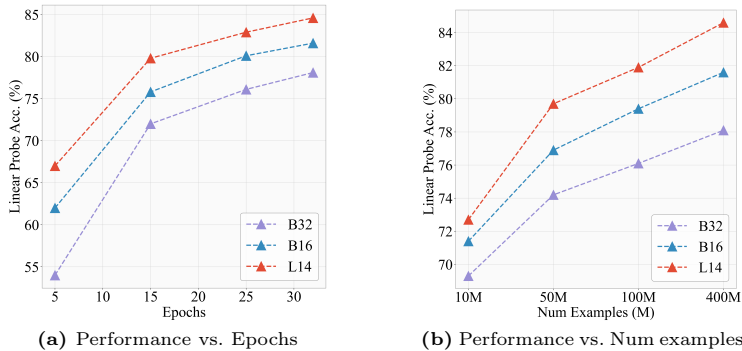 85
80
75
70
65
60
55
Linear Probe Acc. (%)
B32
B16
L14
5 10 15 20 25 30
Epochs
(a) Performance vs. Epochs
84
82
80
78
76
74
72
70
Linear Probe Acc. (%)
B32
B16
L14
10M 50M 100M 400M
Num Examples (M)
(b) Performance vs. Num examples